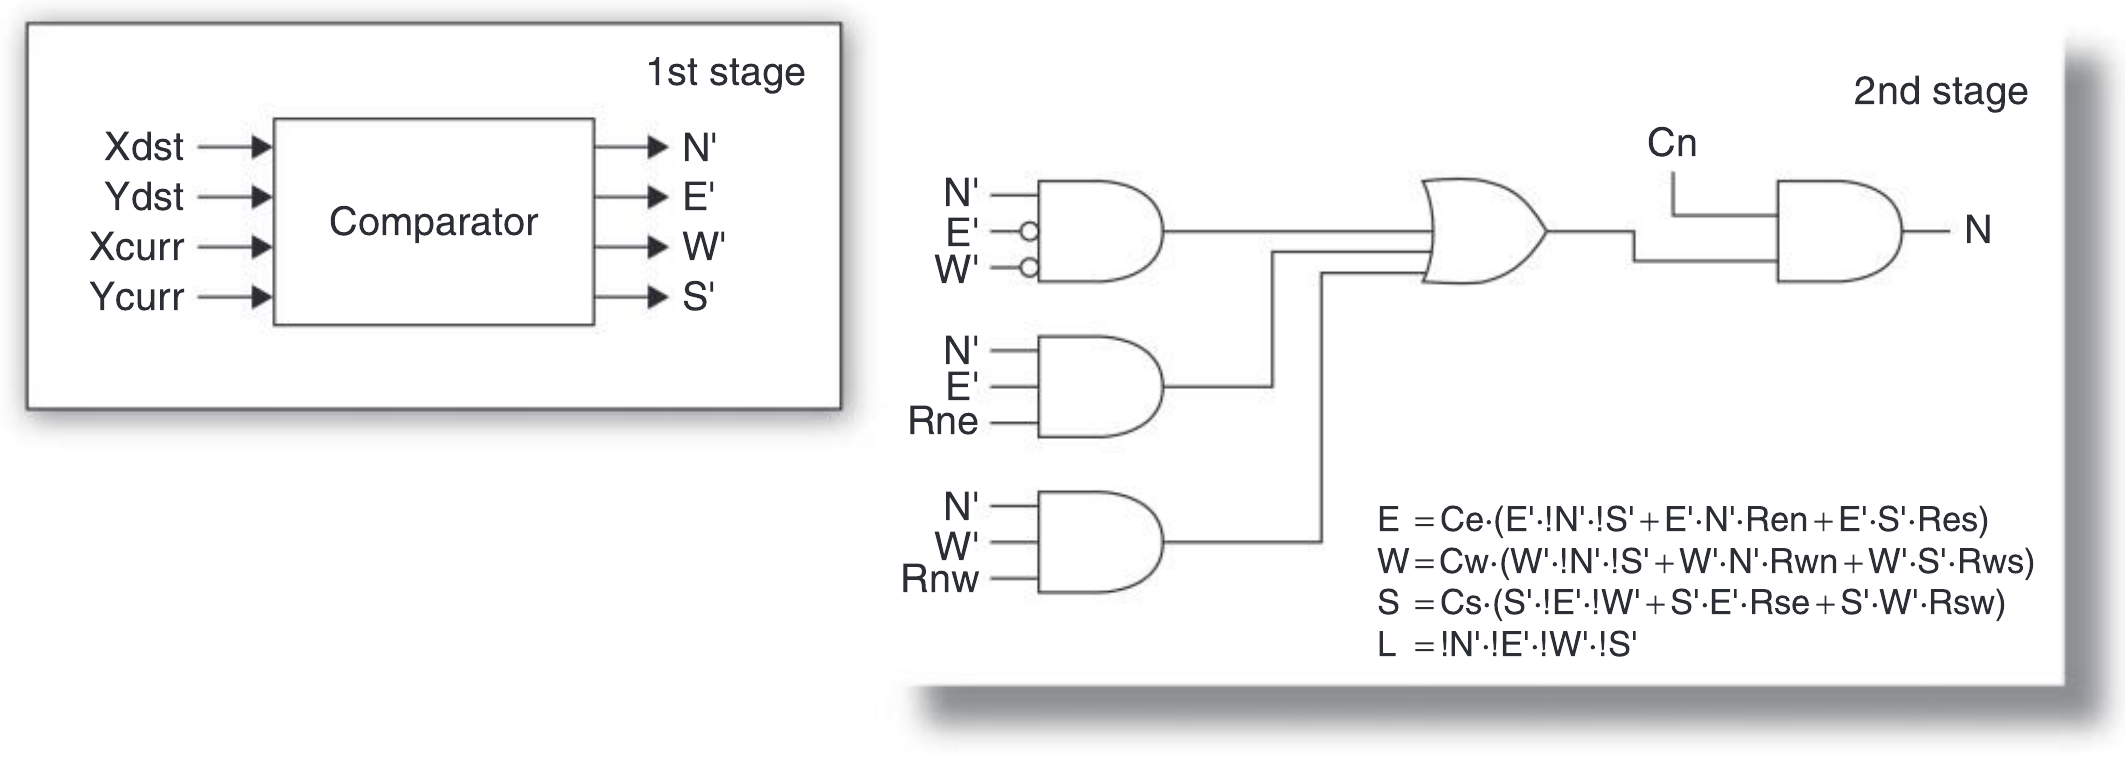 1st stage
Xdst
Ydst
Xcurr
Ycurr
Comparator
N'
E'
W'
S'
2nd stage
Cn
N'
E'
W'
N
N'
E'
Rne
N'
W'
Rnw
E = Ce·(E'·!N'·!S'+E'·N'·Ren+E'·S'·Res)
W=Cw·(W'·!N'·!S'+W'·N'·Rwn+W'·S'·Rws)
S = Cs·(S'·!E'·!W'+S'·E'·Rse+S'·W'·Rsw)
L = !N'·!E'·!W'·!S'